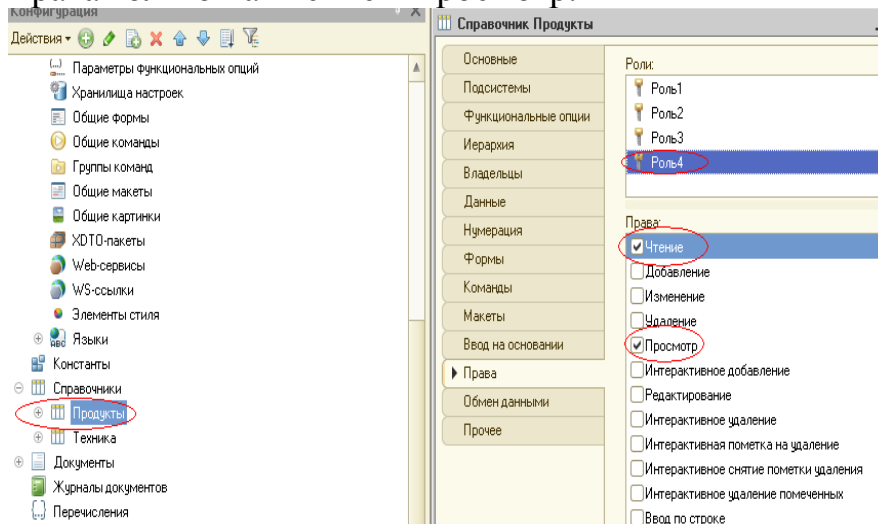 Конфигурация
Действия
Параметры функциональных опций
Хранилища настроек
Общие формы
Общие команды
Группы команд
Общие макеты
Общие картинки
XDTO-пакеты
Web-сервисы
WS-ссылки
Элементы стиля
Языки
Константы
Справочники
Продукты
Техника
Документы
Журналы документов
Перечисления
Справочник Продукты
Основные
Подсистемы
Функциональные опции
Иерархия
Владельцы
Данные
Нумерация
Формы
Команды
Макеты
Ввод на основании
Права
Обмен данными
Прочее
Роли:
Роль1
Роль2
Роль3
Роль4
Права:
Чтение
Добавление
Изменение
Удаление
Просмотр
Интерактивное добавление
Редактирование
Интерактивное удаление
Интерактивная пометка на удаление
Интерактивное снятие пометки удаления
Интерактивное удаление помеченных
Ввод по строке